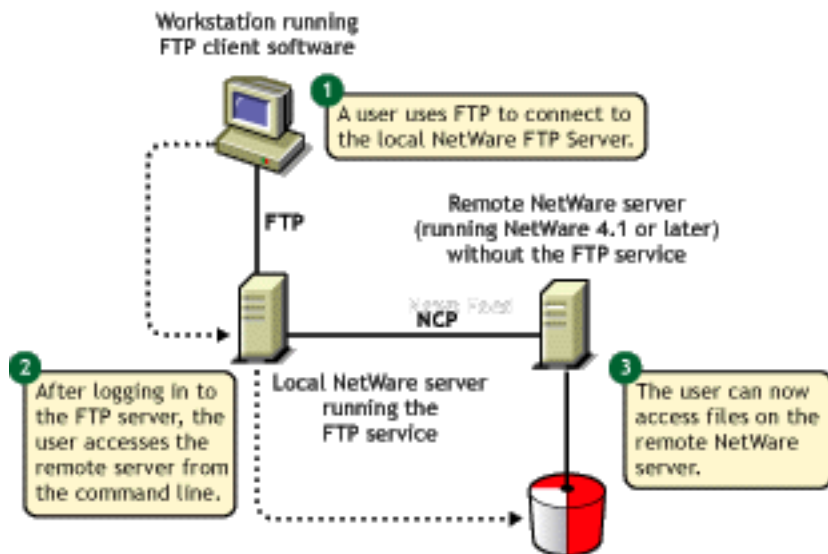 Workstation running
FTP client software
1
A user uses FTP to connect to
the local NetWare FTP Server.
FTP
Remote NetWare server
(running NetWare 4.1 or later)
without the FTP service
NCP
2
After logging in to
the FTP server, the
user accesses the
remote server from
the command line.
Local NetWare server
running the
FTP service
3
The user can now
access files on the
remote NetWare
server.